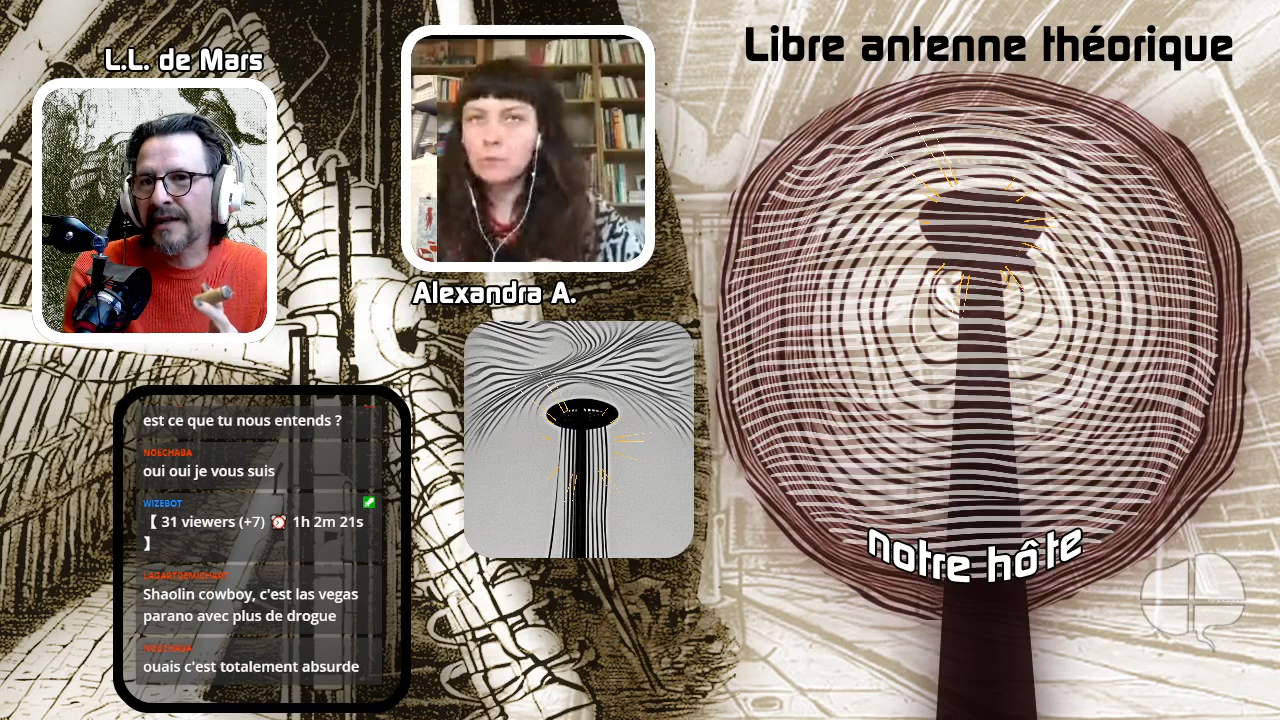 L.L. de Mars
Libre antenne théorique
Alexandra A.
est ce que tu nous entends ?
NOECHABA
oui oui je vous suis
WIZEBOT
【 31 viewers (+7) ⏰ 1h 2m 21s
】
LAGARTDEMICHART
Shaolin cowboy, c'est las vegas
parano avec plus de drogue
NOECHABA
ouais c'est totalement absurde
notre hôte